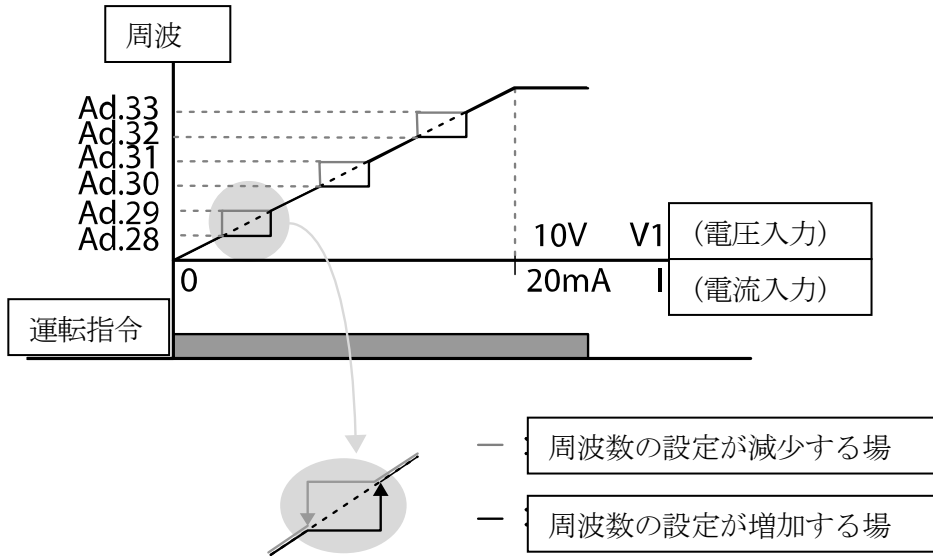 周波
Ad.33
Ad.32
Ad.31
Ad.30
Ad.29
Ad.28
10V V1 (電圧入力)
0 20mA I (電流入力)
運転指令
周波数の設定が減少する場
周波数の設定が増加する場